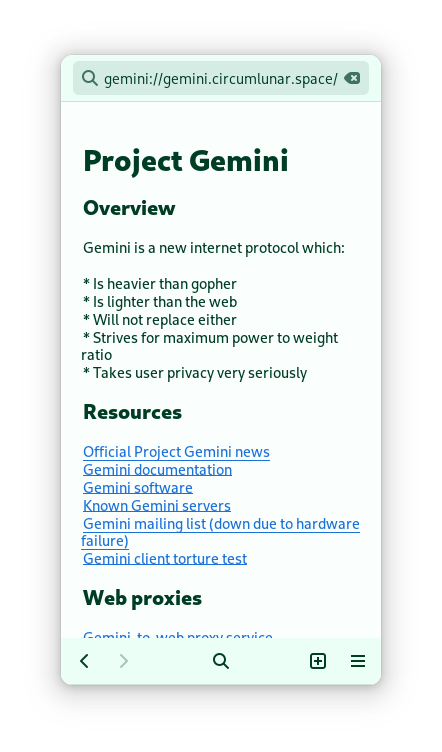 gemini://gemini.circumlunar.space/
Project Gemini
Overview
Gemini is a new internet protocol which:
* Is heavier than gopher
* Is lighter than the web
* Will not replace either
* Strives for maximum power to weight
ratio
* Takes user privacy very seriously
Resources
Official Project Gemini news
Gemini documentation
Gemini software
Known Gemini servers
Gemini mailing list (down due to hardware
failure)
Gemini client torture test
Web proxies
Gemini-to-web proxy service